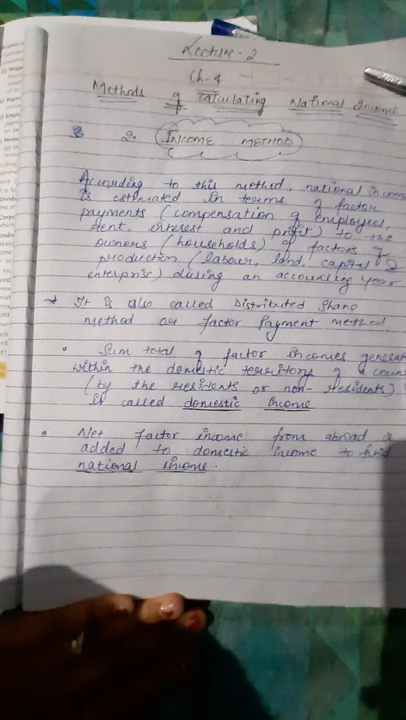 Lecture - 2
Ch-4
Methods of calculating National Income
2. INCOME METHOD
According to this method, national income
is estimated in terms of factor
payments (compensation of employees,
rent, interest and profit) to the
owners (households) of factors of
production (labour, land, capital &
enterprise) during an accounting year
* It is also called Distributed Share
method or Factor Payment method.
• Sum total of factor incomes generat
within the domestic territory of a coun
(by the residents or non-residents)
is called domestic income
• Net factor income from abroad is
added to domestic income to find
national income.